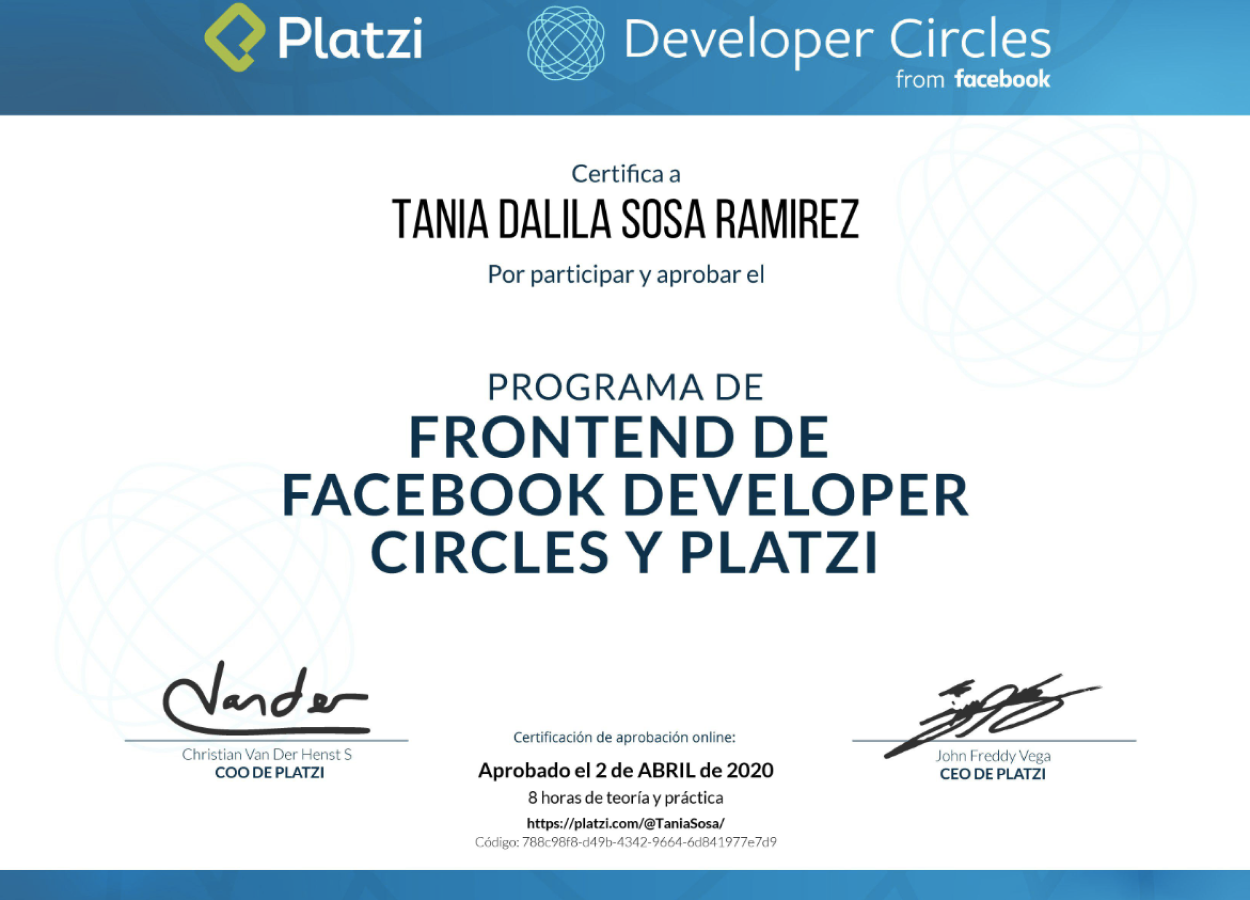 Platzi
Developer Circles
from facebook
Certifica a
TANIA DALILA SOSA RAMIREZ
Por participar y aprobar el
PROGRAMA DE
FRONTEND DE
FACEBOOK DEVELOPER
CIRCLES Y PLATZI
Vander
Christian Van Der Henst S
COO DE PLATZI
Certificación de aprobación online:
Aprobado el 2 de ABRIL de 2020
8 horas de teoría y práctica
https://platzi.com/@TaniaSosa/
Código: 788c98f8-d49b-4342-9664-6d841977e7d9
John Freddy Vega
CEO DE PLATZI